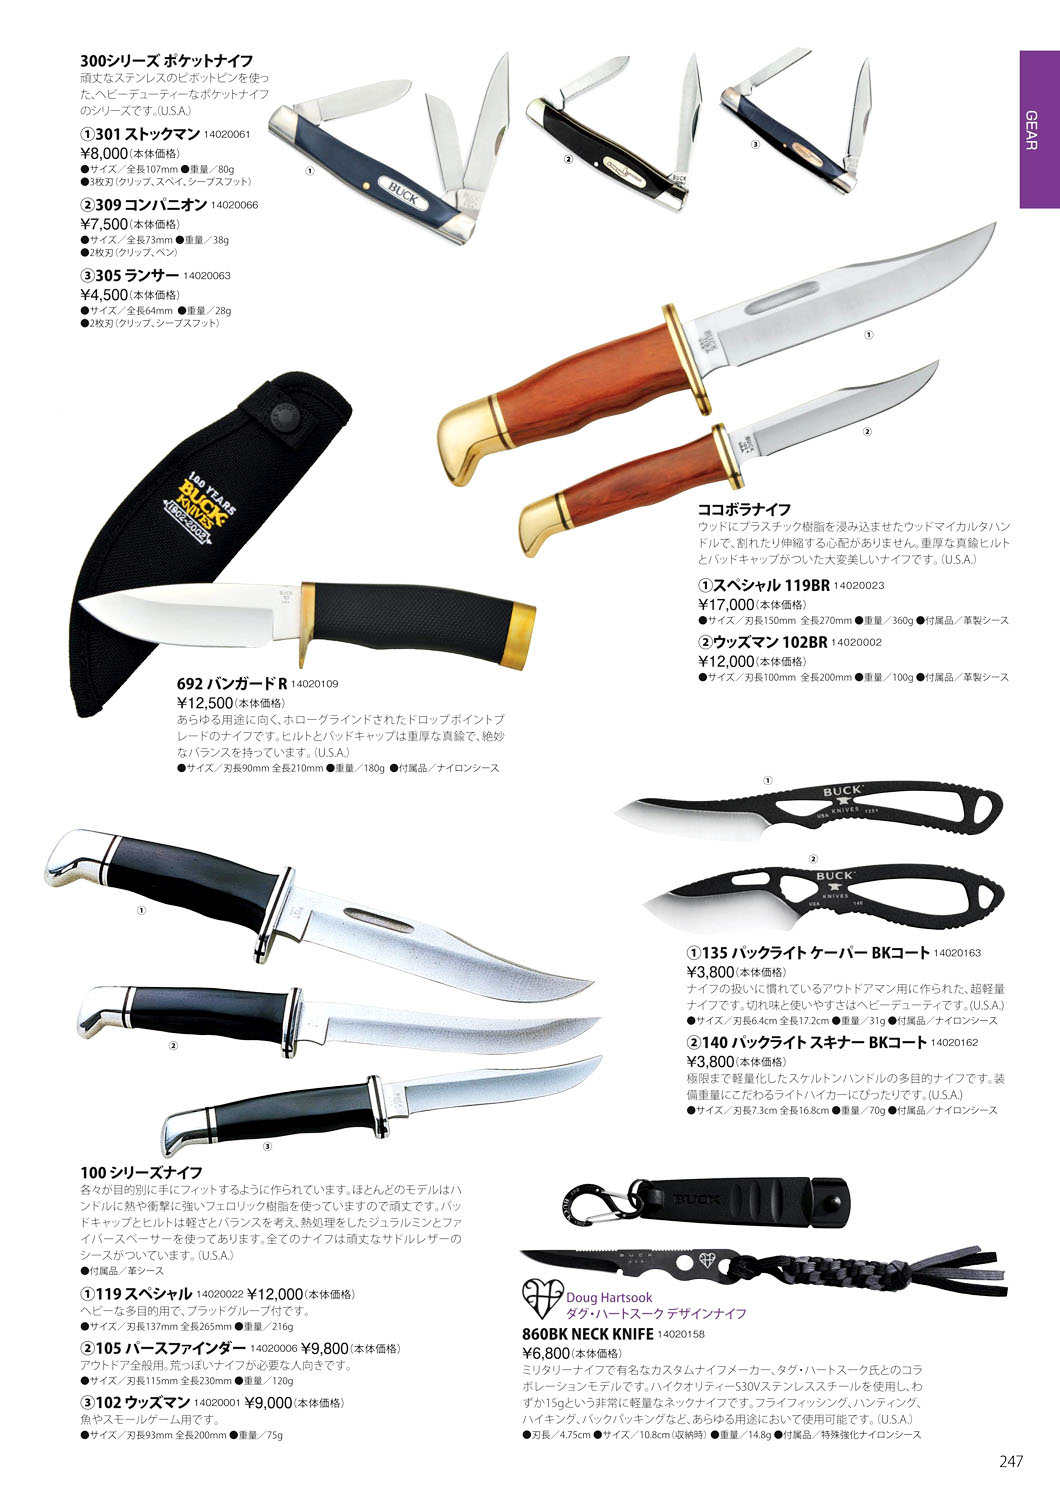 300シリーズ ポケットナイフ
頑丈なステンレスのピボットピンを使っ
た、ヘビーデューティーなポケットナイフ
のシリーズです。(U.S.A.)
①301 ストックマン 14020061
¥8,000(本体価格)
●サイズ／全長107mm ●重量／80g
●3枚刃(クリップ、スペイ、シープスフット)
②309 コンパニオン 14020066
¥7,500(本体価格)
●サイズ／全長73mm ●重量／38g
●2枚刃(クリップ、ペン)
③305 ランサー 14020063
¥4,500(本体価格)
●サイズ／全長64mm ●重量／28g
●2枚刃(クリップ、シープスフット)
BUCK
①
BUCK
②
③
GEAR
BUCK
①
BUCK
②
100 YEARS
BUCK
KNIVES
1902-2002
BUCK
ココボラナイフ
ウッドにプラスチック樹脂を浸み込ませたウッドマイカルタハン
ドルで、割れたり伸縮する心配がありません。重厚な真鍮ヒルト
とバッドキャップがついた大変美しいナイフです。(U.S.A.)
①スペシャル 119BR 14020023
¥17,000(本体価格)
●サイズ／刃長150mm 全長270mm ●重量／360g ●付属品／革製シース
②ウッズマン 102BR 14020002
¥12,000(本体価格)
●サイズ／刃長100mm 全長200mm ●重量／100g ●付属品／革製シース
692 バンガード R 14020109
¥12,500(本体価格)
あらゆる用途に向く、ホローグラインドされたドロップポイントブ
レードのナイフです。ヒルトとバッドキャップは重厚な真鍮で、絶妙
なバランスを持っています。(U.S.A.)
●サイズ／刃長90mm 全長210mm ●重量／180g ●付属品／ナイロンシース
①
BUCK
KNIVES
USA
135
②
BUCK
KNIVES
USA
140
①135 パックライト ケーパー BKコート 14020163
¥3,800(本体価格)
ナイフの扱いに慣れているアウトドアマン用に作られた、超軽量
ナイフです。切れ味と使いやすさはヘビーデューティです。(U.S.A.)
●サイズ／刃長6.4cm 全長17.2cm ●重量／31g ●付属品／ナイロンシース
②140 パックライト スキナー BKコート 14020162
¥3,800(本体価格)
極限まで軽量化したスケルトンハンドルの多目的ナイフです。装
備重量にこだわるライトハイカーにぴったりです。(U.S.A.)
●サイズ／刃長7.3cm 全長16.8cm ●重量／70g ●付属品／ナイロンシース
①
②
③
100 シリーズナイフ
各々が目的別に手にフィットするように作られています。ほとんどのモデルはハ
ンドルに熱や衝撃に強いフェロリック樹脂を使っていますので頑丈です。バッ
ドキャップとヒルトは軽さとバランスを考え、熱処理をしたジュラルミンとファ
イバースペーサーを使ってあります。全てのナイフは頑丈なサドルレザーの
シースがついています。(U.S.A.)
●付属品／革シース
①119 スペシャル 14020022 ¥12,000(本体価格)
ヘビーな多目的用で、ブラッドグルーブ付です。
●サイズ／刃長137mm 全長265mm ●重量／216g
②105 パースファインダー 14020006 ¥9,800(本体価格)
アウトドア全般用。荒っぽいナイフが必要な人向きです。
●サイズ／刃長115mm 全長230mm ●重量／120g
③102 ウッズマン 14020001 ¥9,000(本体価格)
魚やスモールゲーム用です。
●サイズ／刃長93mm 全長200mm ●重量／75g
BUCK
BUCK
Doug Hartsook
ダグ・ハートスーク デザインナイフ
860BK NECK KNIFE 14020158
¥6,800(本体価格)
ミリタリーナイフで有名なカスタムナイフメーカー、タグ・ハートスーク氏とのコラ
ボレーションモデルです。ハイクオリティーS30Vステンレススチールを使用し、わ
ずか15gという非常に軽量なネックナイフです。フライフィッシング、ハンティング、
ハイキング、バックパッキングなど、あらゆる用途において使用可能です。(U.S.A.)
●刃長／4.75cm ●サイズ／10.8cm(収納時) ●重量／14.8g ●付属品／特殊強化ナイロンシース
247